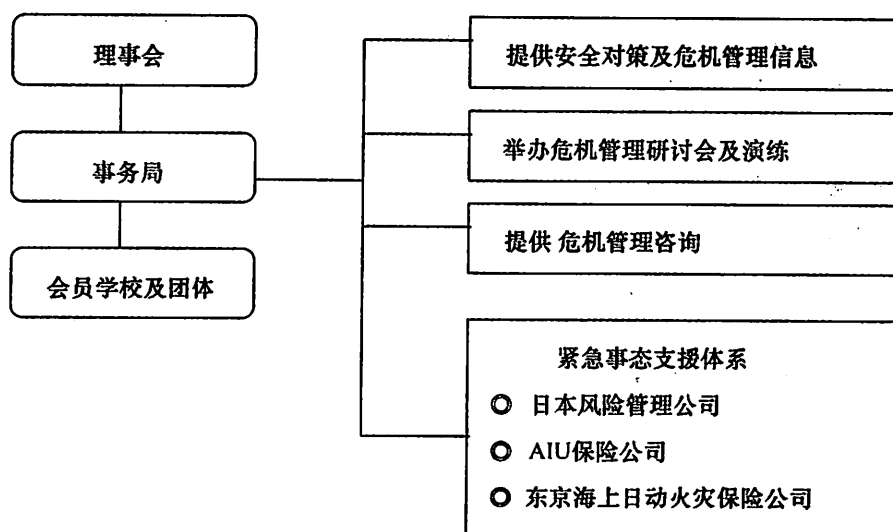 理事会
事务局
会员学校及团体
提供安全对策及危机管理信息
举办危机管理研讨会及演练
提供 危机管理咨询
紧急事态支援体系
◎ 日本风险管理公司
◎ AIU保险公司
◎ 东京海上日动火灾保险公司